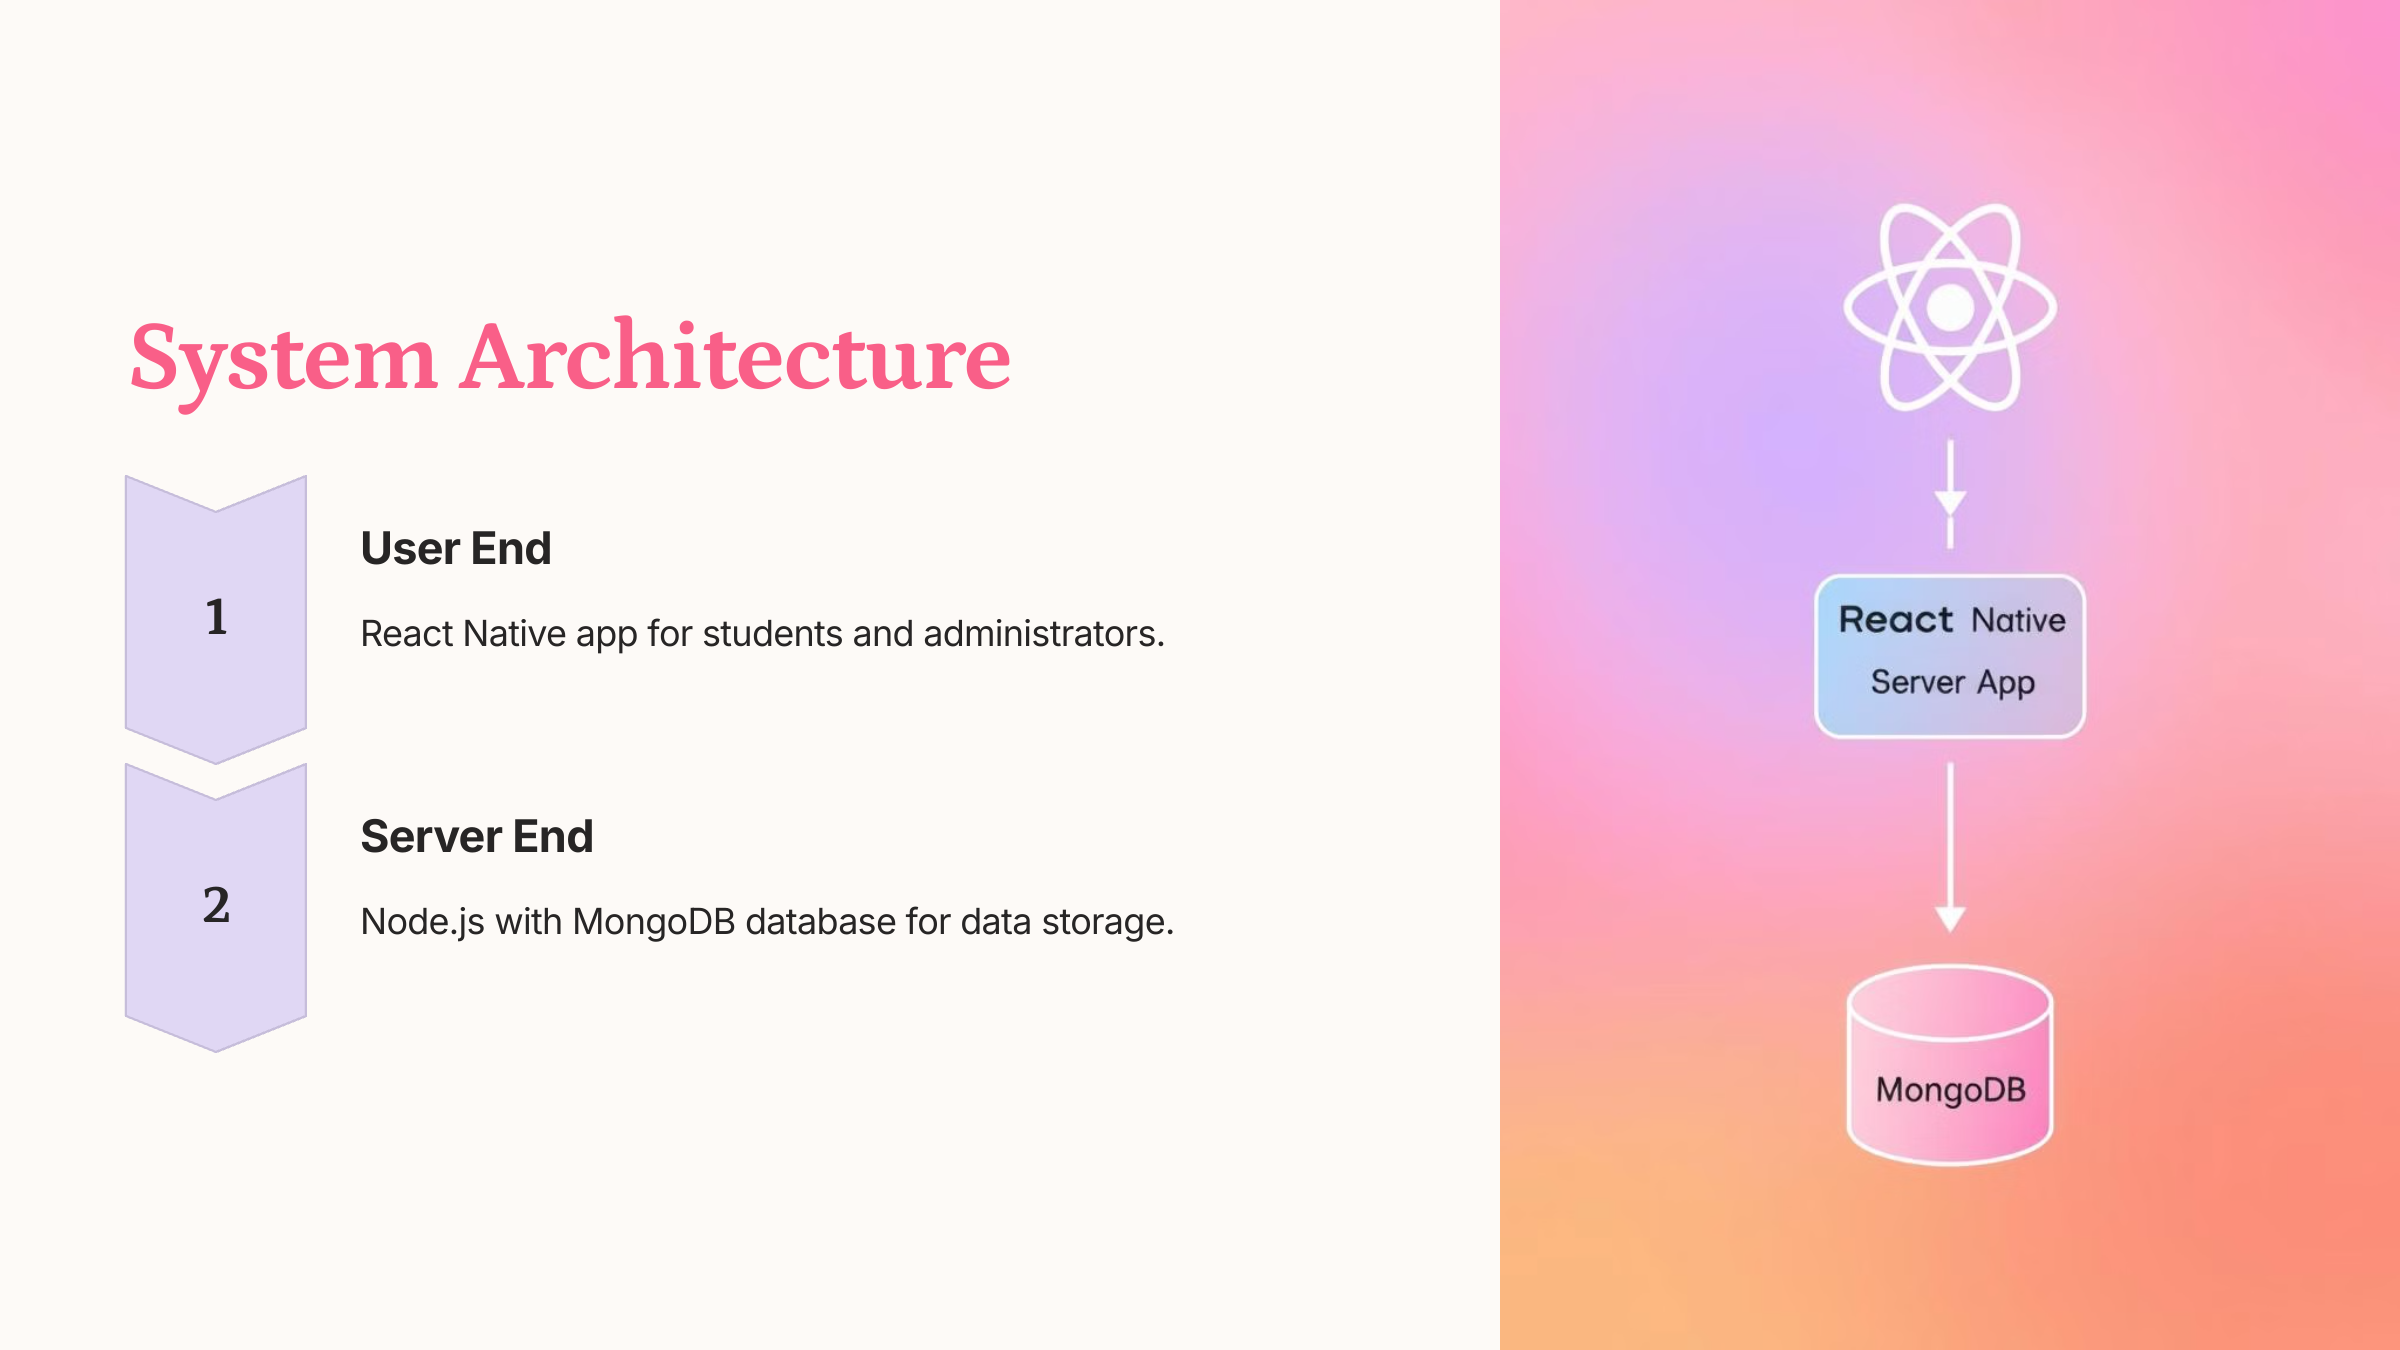 System Architecture
1
User End
React Native app for students and administrators.
2
Server End
Node.js with MongoDB database for data storage.
React Native
Server App
MongoDB